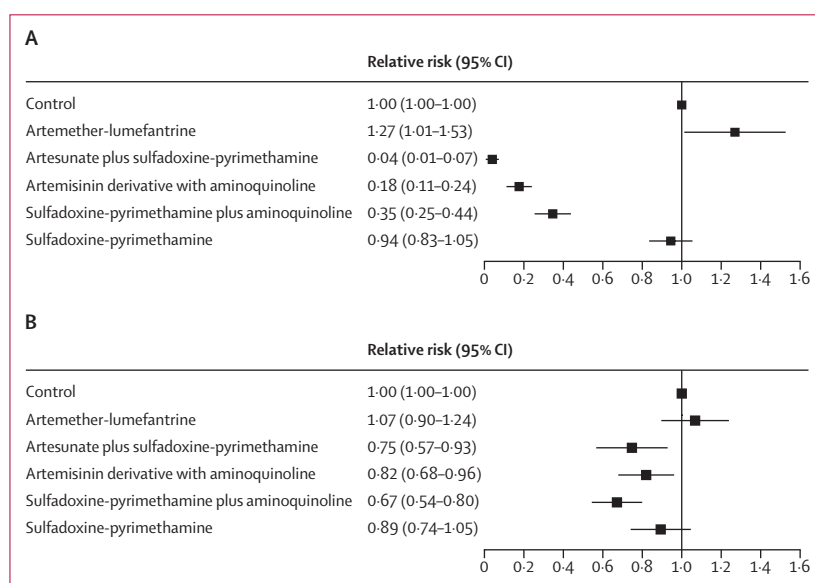 A
Relative risk (95% CI)
Control 1·00 (1·00–1·00)
Artemether-lumefantrine 1·27 (1·01–1·53)
Artesunate plus sulfadoxine-pyrimethamine 0·04 (0·01–0·07)
Artemisinin derivative with aminoquinoline 0·18 (0·11–0·24)
Sulfadoxine-pyrimethamine plus aminoquinoline 0·35 (0·25–0·44)
Sulfadoxine-pyrimethamine 0·94 (0·83–1·05)
0 0·2 0·4 0·6 0·8 1·0 1·2 1·4 1·6
B
Relative risk (95% CI)
Control 1·00 (1·00–1·00)
Artemether-lumefantrine 1·07 (0·90–1·24)
Artesunate plus sulfadoxine-pyrimethamine 0·75 (0·57–0·93)
Artemisinin derivative with aminoquinoline 0·82 (0·68–0·96)
Sulfadoxine-pyrimethamine plus aminoquinoline 0·67 (0·54–0·80)
Sulfadoxine-pyrimethamine 0·89 (0·74–1·05)
0 0·2 0·4 0·6 0·8 1·0 1·2 1·4 1·6